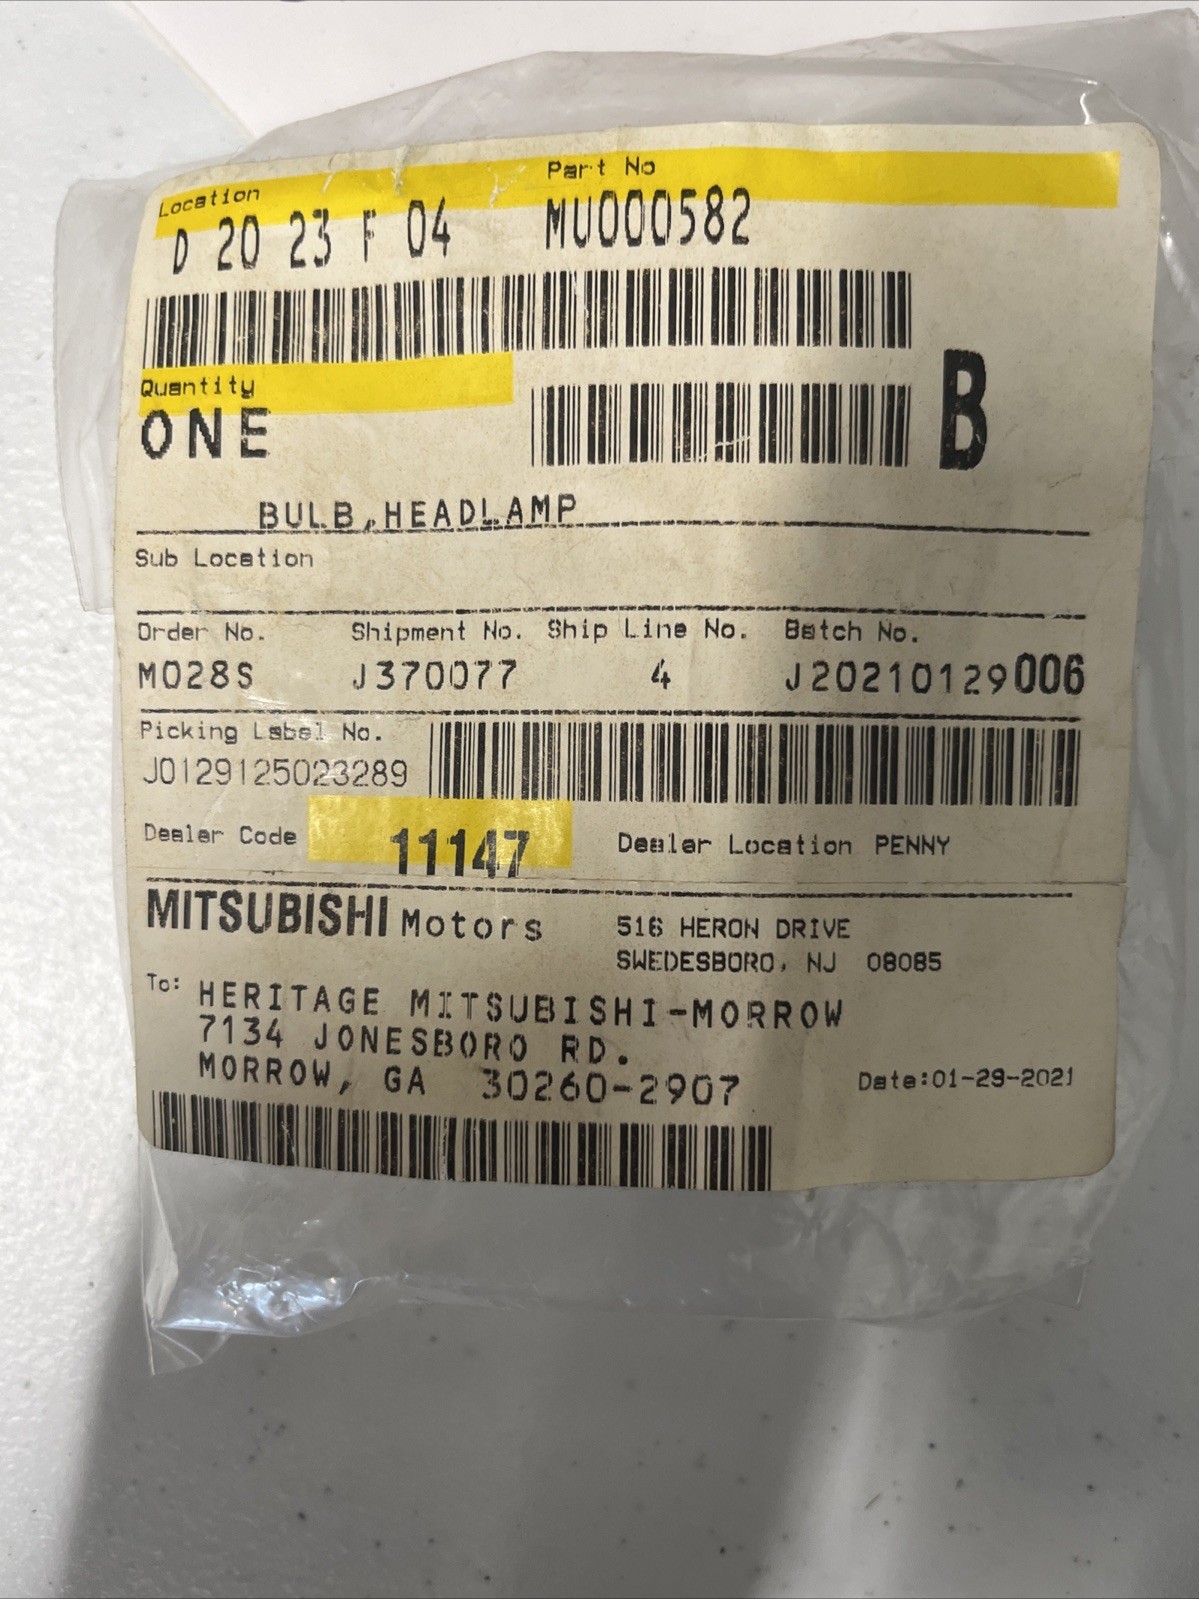 Location Part No
D 20 23 F 04 MU000582
Quantity
ONE
B
BULB,HEADLAMP
Sub Location
Order No. Shipment No. Ship Line No. Batch No.
M028S J370077 4 J20210129006
Picking Label No.
J0129125023289
Dealer Code 11147 Dealer Location PENNY
MITSUBISHI Motors 516 HERON DRIVE
SWEDESBORO, NJ 08085
To: HERITAGE MITSUBISHI-MORROW
7134 JONESBORO RD.
MORROW, GA 30260-2907
Date:01-29-2021